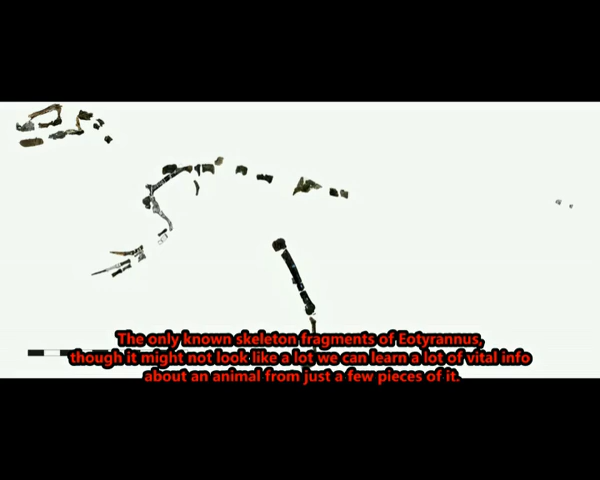 The only known skeleton fragments of Eotyrannus,
though it might not look like a lot we can learn a lot of vital info
about an animal from just a few pieces of it.